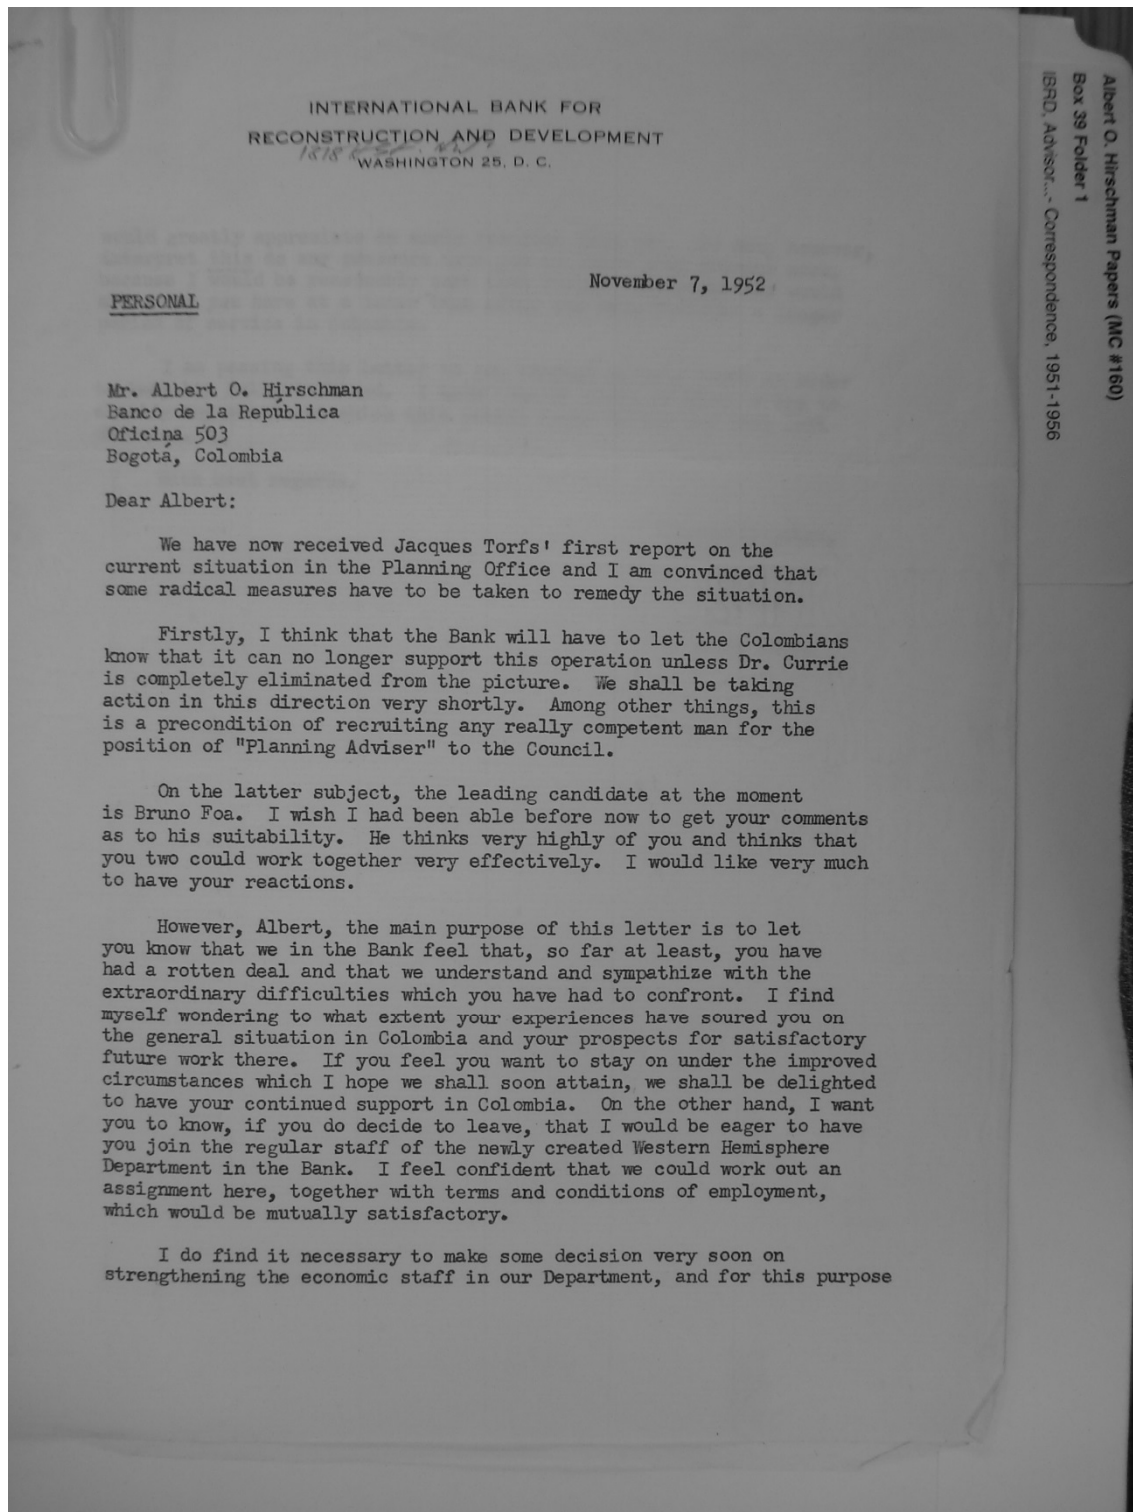 INTERNATIONAL BANK FOR
RECONSTRUCTION AND DEVELOPMENT
1818
WASHINGTON 25, D. C.
November 7, 1952
PERSONAL
Mr. Albert O. Hirschman
Banco de la República
Oficina 503
Bogotá, Colombia
Dear Albert:
We have now received Jacques Torfs' first report on the
current situation in the Planning Office and I am convinced that
some radical measures have to be taken to remedy the situation.
Firstly, I think that the Bank will have to let the Colombians
know that it can no longer support this operation unless Dr. Currie
is completely eliminated from the picture. We shall be taking
action in this direction very shortly. Among other things, this
is a precondition of recruiting any really competent man for the
position of "Planning Adviser" to the Council.
On the latter subject, the leading candidate at the moment
is Bruno Foa. I wish I had been able before now to get your comments
as to his suitability. He thinks very highly of you and thinks that
you two could work together very effectively. I would like very much
to have your reactions.
However, Albert, the main purpose of this letter is to let
you know that we in the Bank feel that, so far at least, you have
had a rotten deal and that we understand and sympathize with the
extraordinary difficulties which you have had to confront. I find
myself wondering to what extent your experiences have soured you on
the general situation in Colombia and your prospects for satisfactory
future work there. If you feel you want to stay on under the improved
circumstances which I hope we shall soon attain, we shall be delighted
to have your continued support in Colombia. On the other hand, I want
you to know, if you do decide to leave, that I would be eager to have
you join the regular staff of the newly created Western Hemisphere
Department in the Bank. I feel confident that we could work out an
assignment here, together with terms and conditions of employment,
which would be mutually satisfactory.
I do find it necessary to make some decision very soon on
strengthening the economic staff in our Department, and for this purpose
Albert O. Hirschman Papers (MC #160)
Box 39 Folder 1
IBRD, Advisor...- Correspondence, 1951-1956